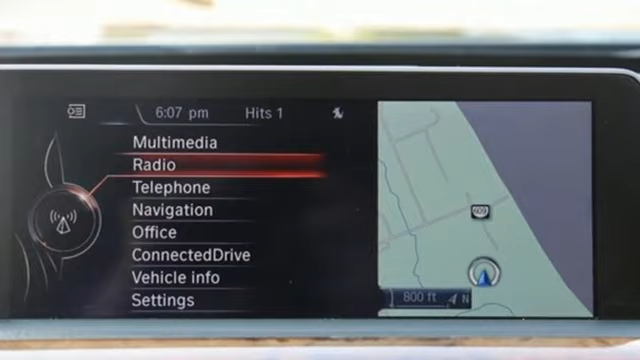 6:07 pm Hits 1
Multimedia
Radio
Telephone
Navigation
Office
ConnectedDrive
Vehicle info
Settings
800 ft N